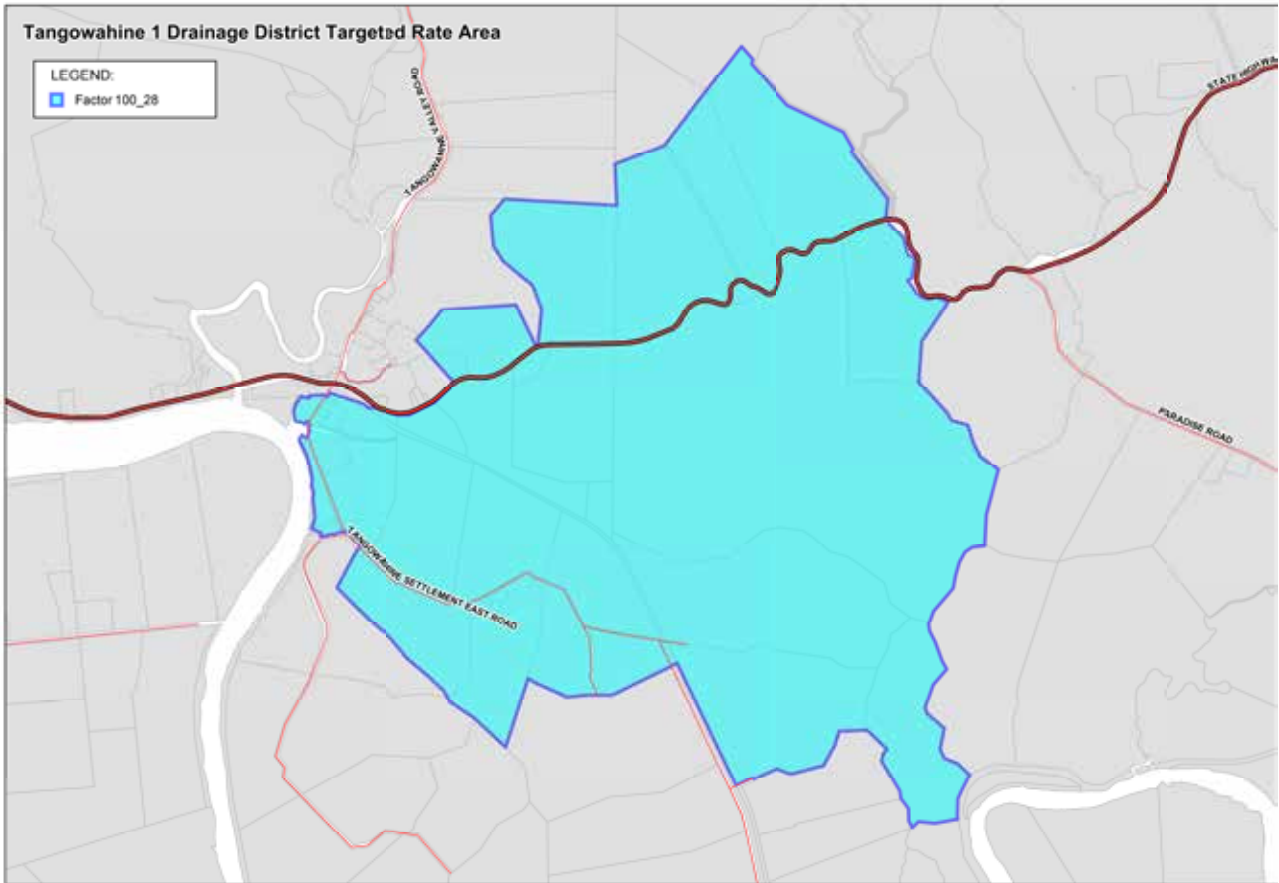 Tangowahine 1 Drainage District Targeted Rate Area
LEGEND:
Factor 100_28
TANGOWAHINE VALLEY ROAD
STATE HIGHWA
PARADISE ROAD
TANGOWAHINE SETTLEMENT EAST ROAD